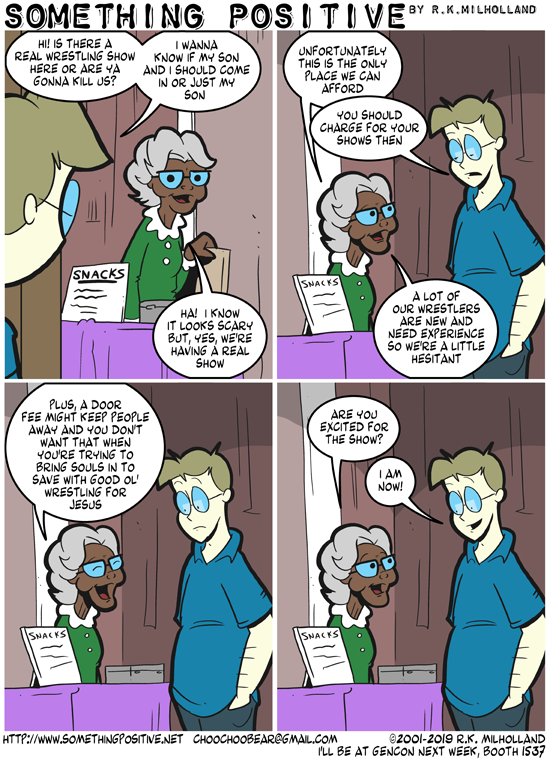 SOMETHING POSITIVE BY R.K.MILHOLLAND
HI! IS THERE A
REAL WRESTLING SHOW
HERE OR ARE YA
GONNA KILL US?
I WANNA
KNOW IF MY SON
AND I SHOULD COME
IN OR JUST MY
SON
SNACKS
HA! I KNOW
IT LOOKS SCARY
BUT, YES, WE'RE
HAVING A REAL
SHOW
UNFORTUNATELY
THIS IS THE ONLY
PLACE WE CAN
AFFORD
YOU SHOULD
CHARGE FOR YOUR
SHOWS THEN
SNACKS
A LOT OF
OUR WRESTLERS
ARE NEW AND
NEED EXPERIENCE
SO WE'RE A LITTLE
HESITANT
PLUS, A DOOR
FEE MIGHT KEEP PEOPLE
AWAY AND YOU DON'T
WANT THAT WHEN
YOU'RE TRYING TO
BRING SOULS IN TO
SAVE WITH GOOD OL'
WRESTLING FOR
JESUS
SNACKS
ARE YOU
EXCITED FOR
THE SHOW?
I AM
NOW!
SNACKS
HTTP://WWW.SOMETHINGPOSITIVE.NET CHOOCHOOBEAR@GMAIL.COM ©2001-2019 R.K. MILHOLLAND
I'LL BE AT GENCON NEXT WEEK, BOOTH 1537